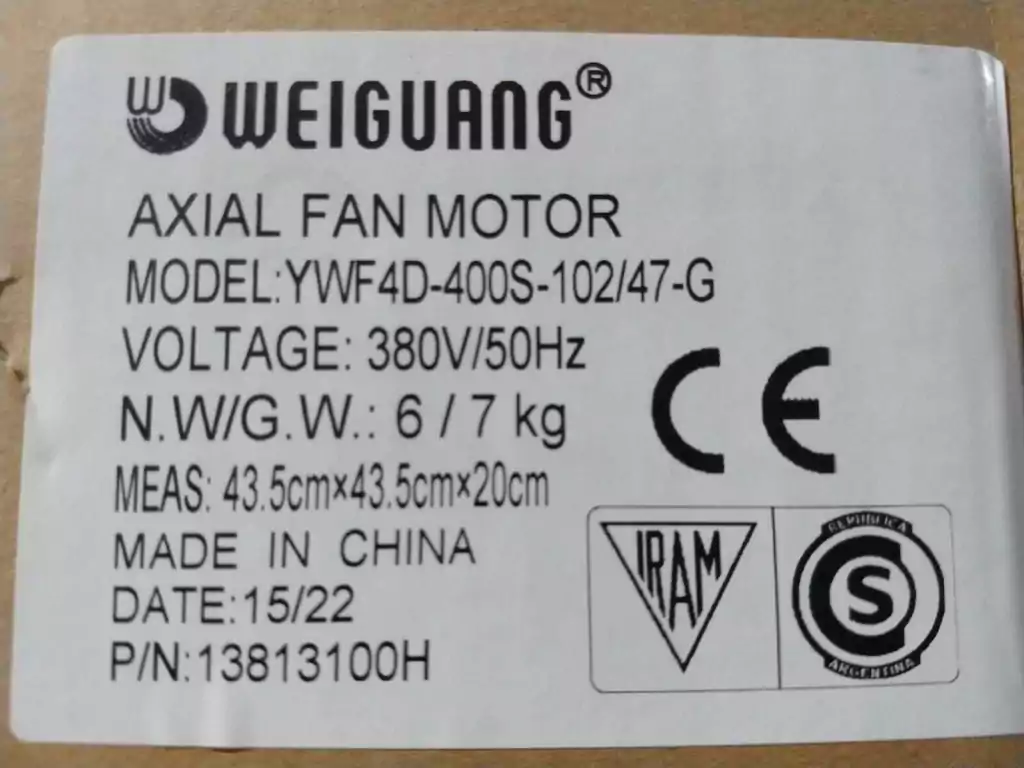 WEIGUANG®
AXIAL FAN MOTOR
MODEL:YWF4D-400S-102/47-G
VOLTAGE: 380V/50Hz
N.W/G.W.: 6 / 7 kg
MEAS: 43.5cm×43.5cm×20cm
MADE IN CHINA
DATE:15/22
P/N:13813100H
CE
IRAM
REPUBLICA
S
ARGENTINA